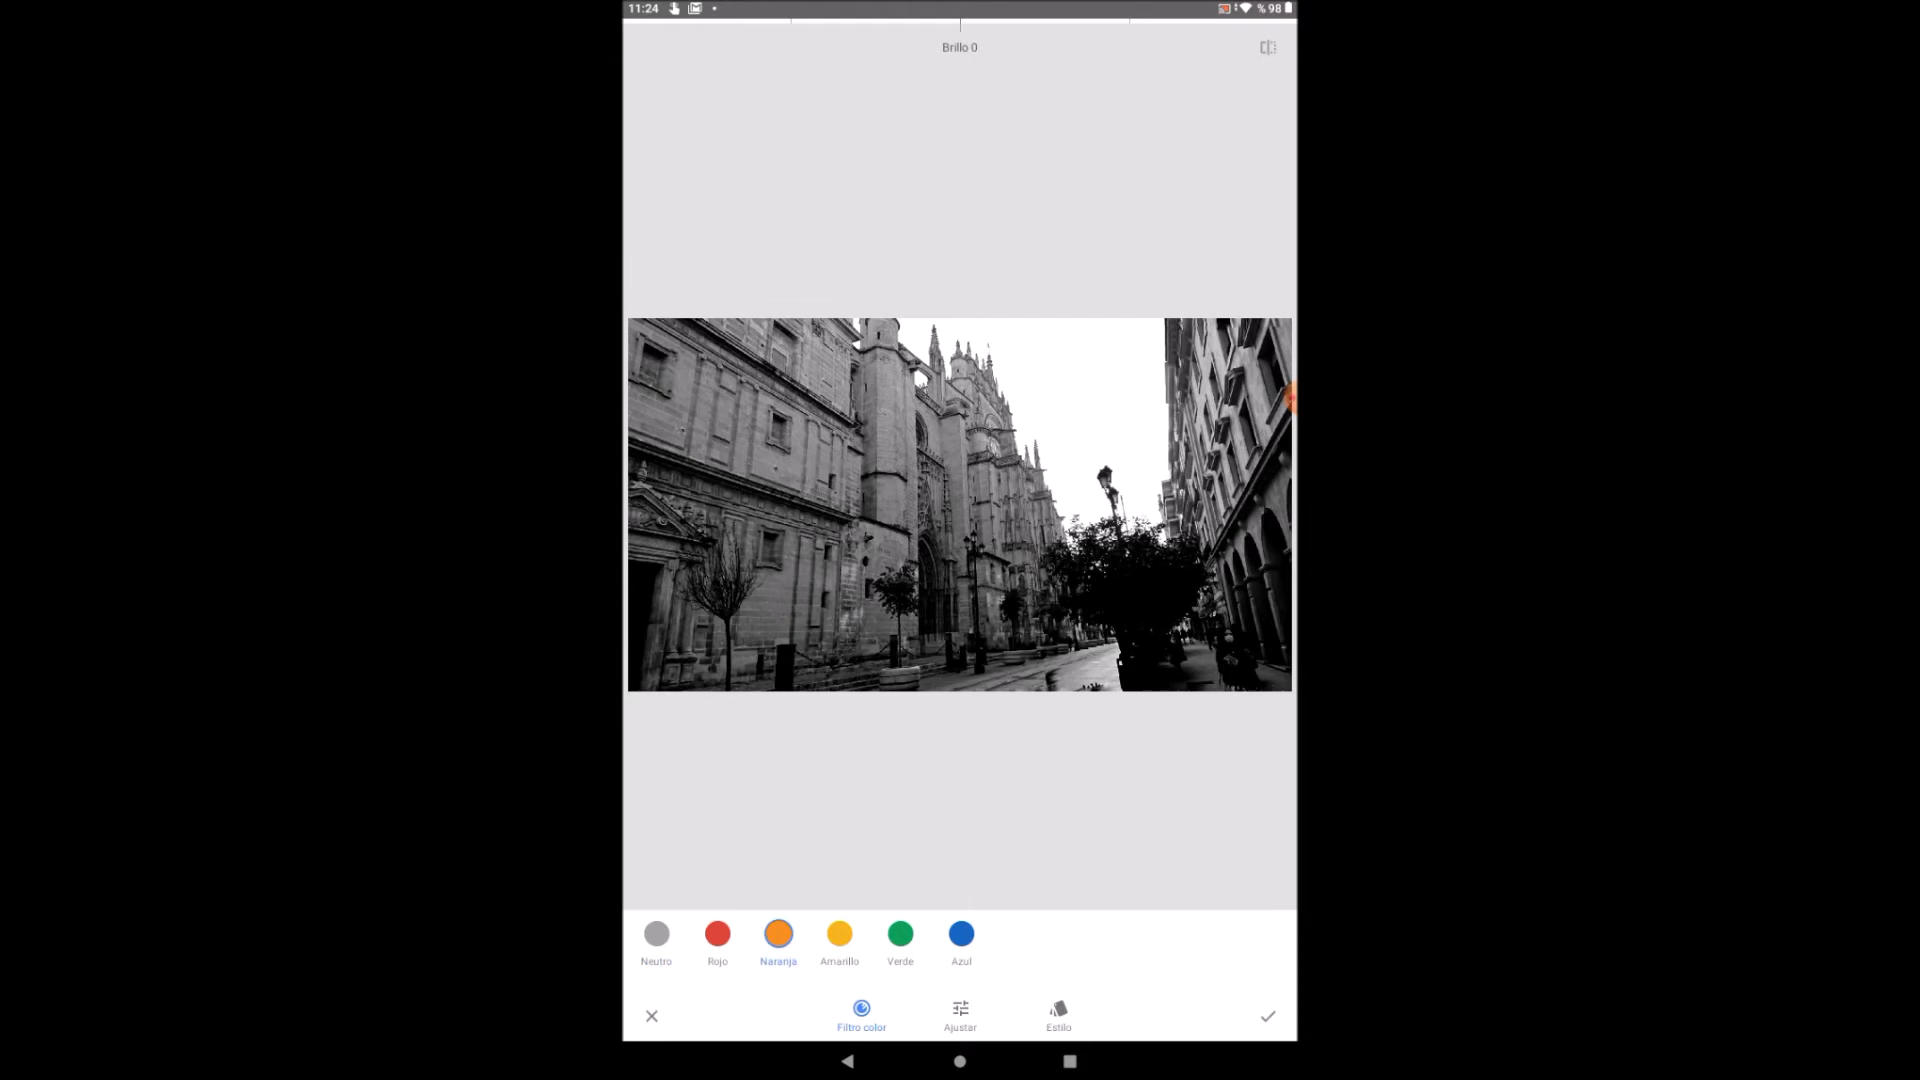 11:24 % 98
Brillo 0
Neutro Rojo Naranja Amarillo Verde Azul
Filtro color Ajustar Estilo